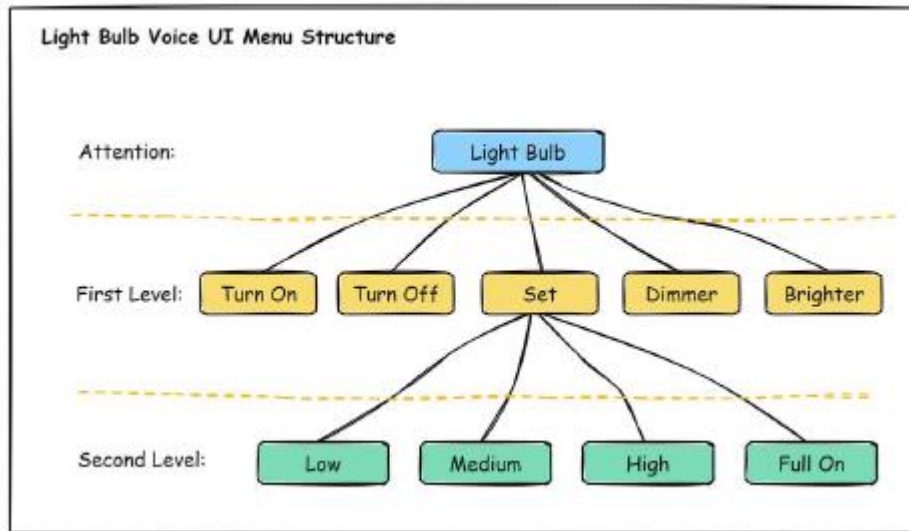 Light Bulb Voice UI Menu Structure
Attention: Light Bulb
First Level: Turn On Turn Off Set Dimmer Brighter
Second Level: Low Medium High Full On